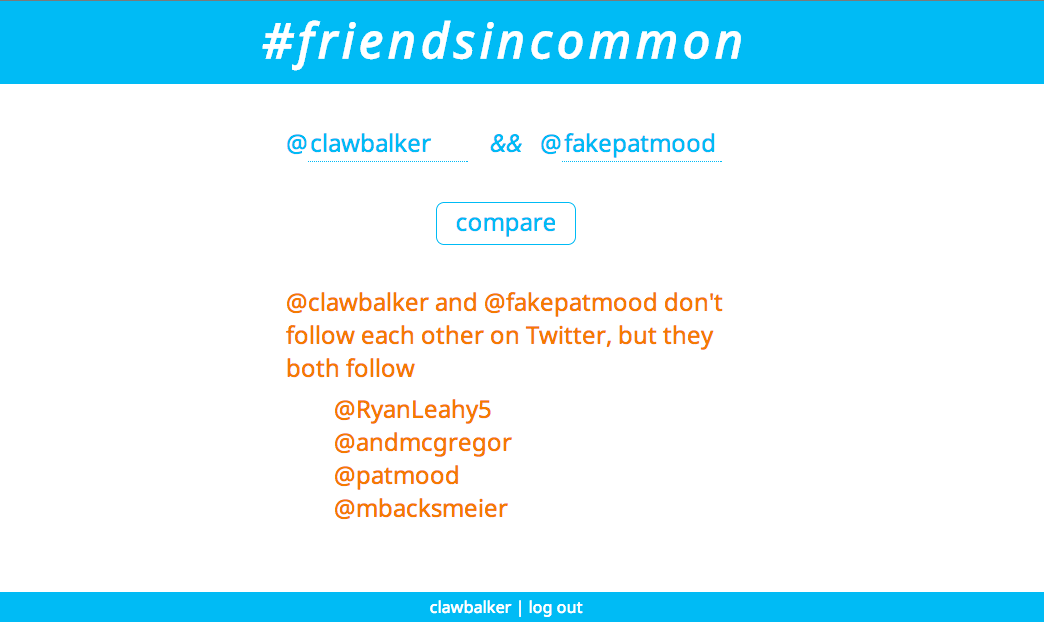 #friendsincommon
@clawbalker && @fakepatmood
compare
@clawbalker and @fakepatmood don't
follow each other on Twitter, but they
both follow
@RyanLeahy5
@andmcgregor
@patmood
@mbacksmeier
clawbalker | log out